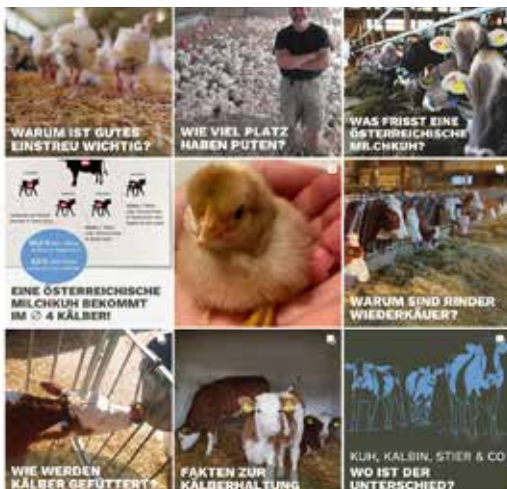 WARUM IST GUTES
EINSTREU WICHTIG?
WIE VIEL PLATZ
HABEN PUTEN?
WAS FRISST EINE
ÖSTERREICHISCHE
MILCHKUH?
EINE ÖSTERREICHISCHE
MILCHKUH BEKOMMT
IM Ø 4 KÄLBER!
WARUM SIND RINDER
WIEDERKÄUER?
WIE WERDEN
KÄLBER GEFÜTTERT?
FAKTEN ZUR
KÄLBERHALTUNG
KUH, KALBIN, STIER & CO
WO IST DER
UNTERSCHIED?